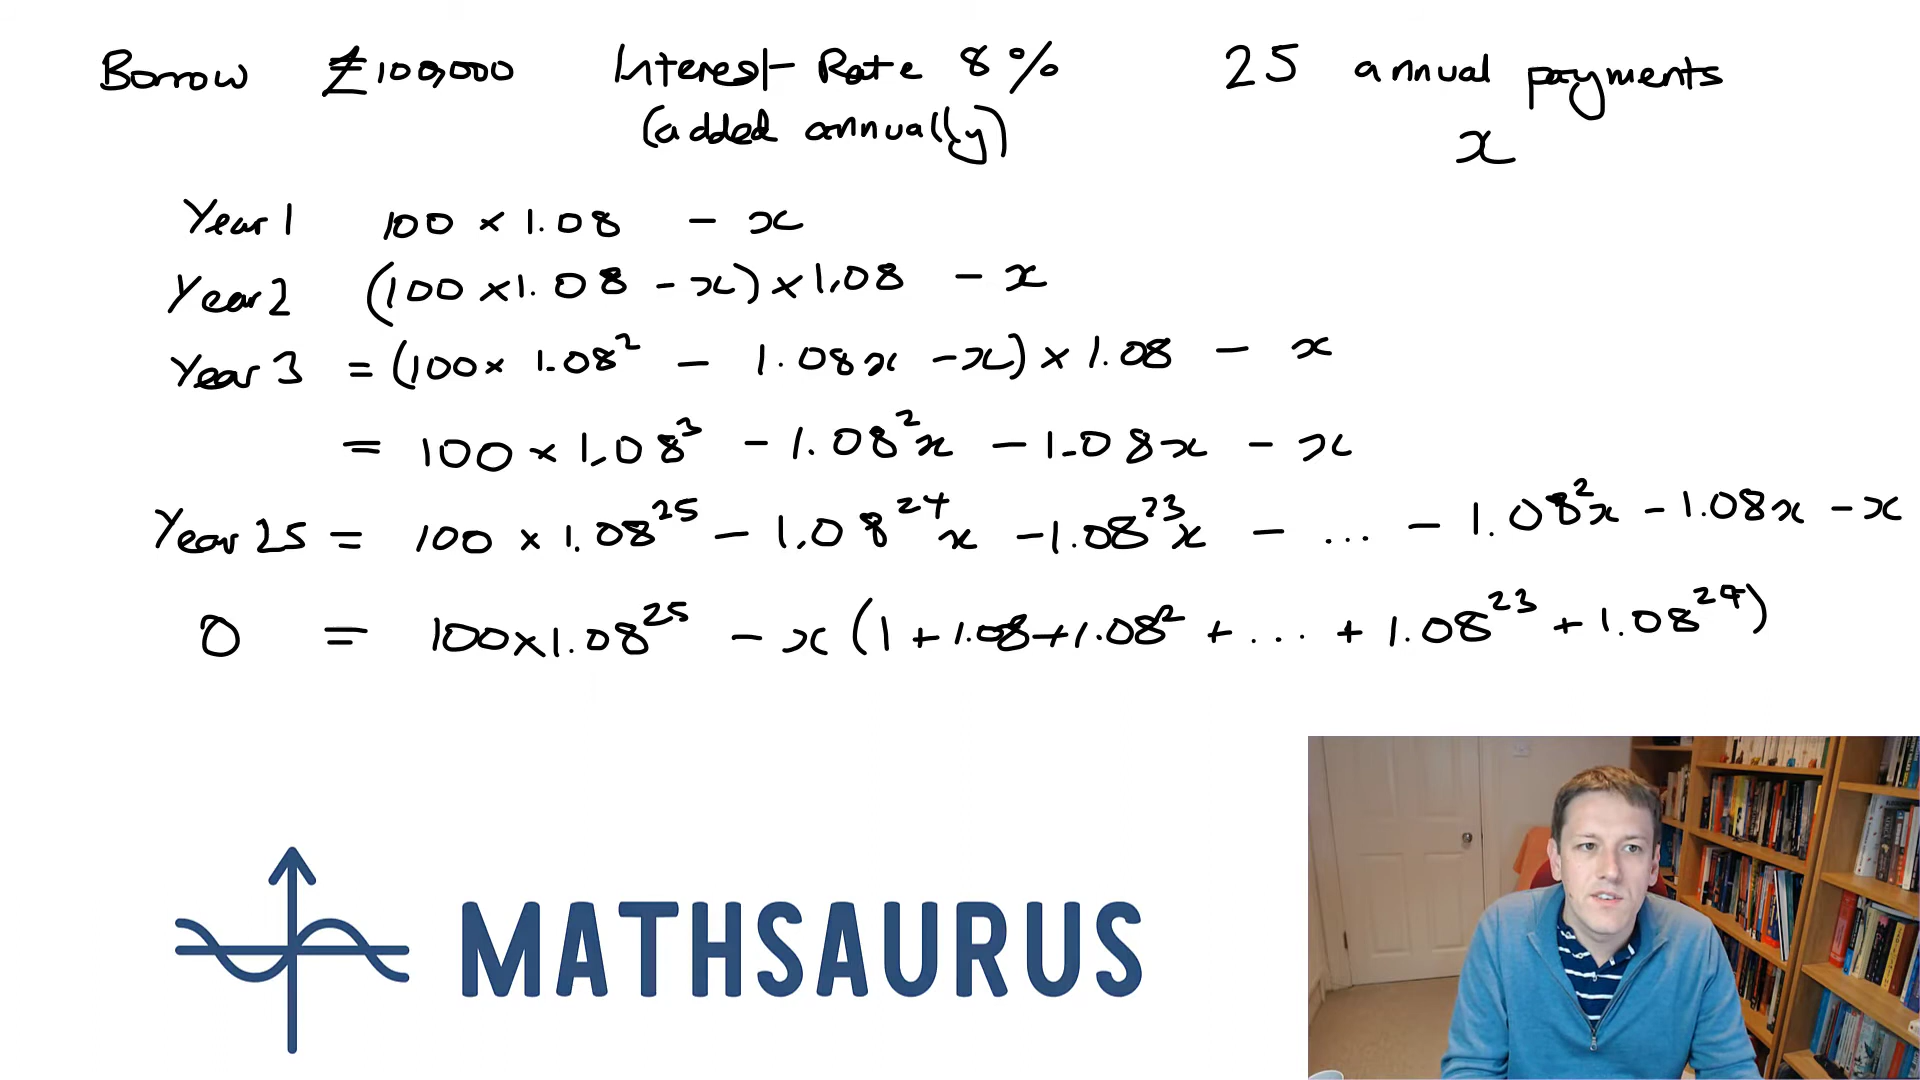 Borrow £100,000 Interest Rate 8% 25 annual payments
(added annually) x
Year 1 100 × 1.08 - x
Year 2 (100 × 1.08 - x) × 1.08 - x
Year 3 = (100 × 1.08² - 1.08x - x) × 1.08 - x
= 100 × 1.08³ - 1.08²x - 1.08x - x
Year 25 = 100 × 1.08²⁵ - 1.08²⁴x - 1.08²³x - ... - 1.08²x - 1.08x - x
0 = 100×1.08²⁵ - x (1 + 1.08 + 1.08² + ... + 1.08²³ + 1.08²⁴)
MATHSAURUS